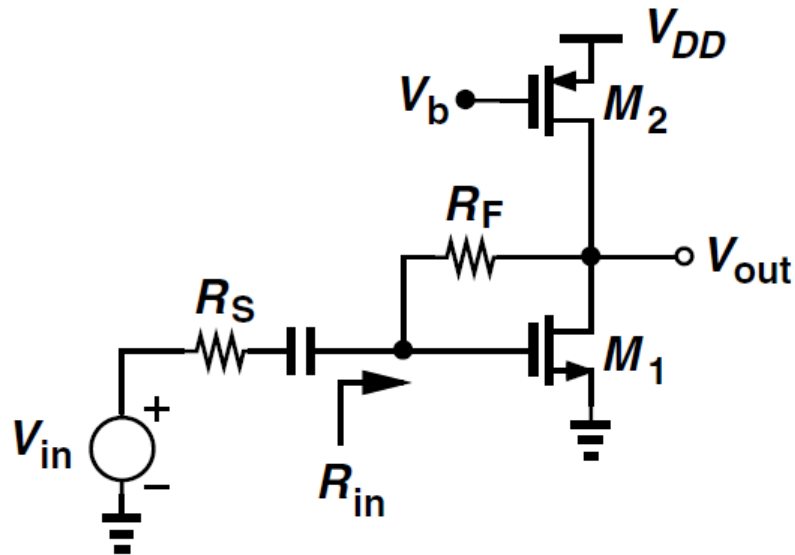 V_DD
V_b
M_2
R_F
V_out
R_S
M_1
+
V_in
−
R_in